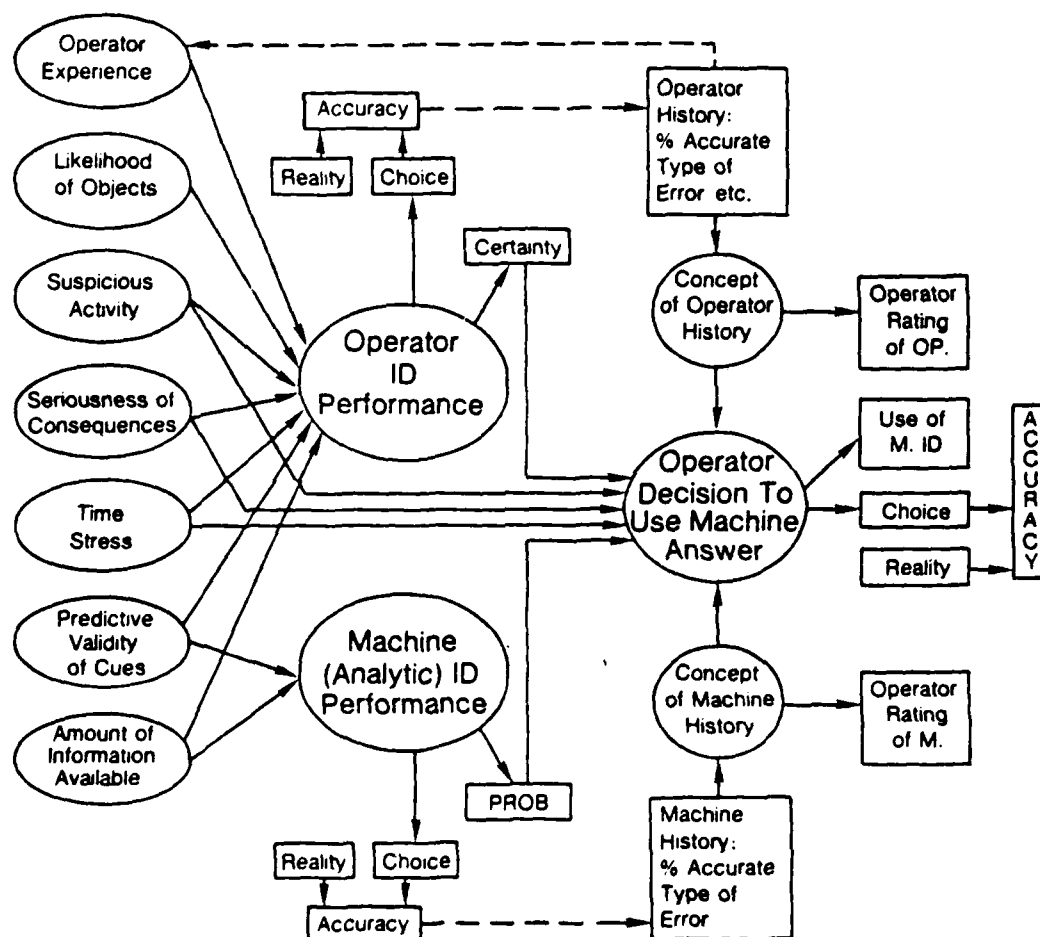 Operator
Experience
Likelihood
of Objects
Suspicious
Activity
Seriousness of
Consequences
Time
Stress
Predictive
Validity
of Cues
Amount of
Information
Available
Accuracy
Reality
Choice
Certainty
Operator
ID
Performance
Machine
(Analytic) ID
Performance
PROB
Reality
Choice
Accuracy
Operator
History:
% Accurate
Type of
Error etc.
Concept
of Operator
History
Operator
Rating
of OP.
Operator
Decision To
Use Machine
Answer
Use of
M. ID
Choice
Reality
ACCURACY
Concept
of Machine
History
Operator
Rating
of M.
Machine
History:
% Accurate
Type of
Error